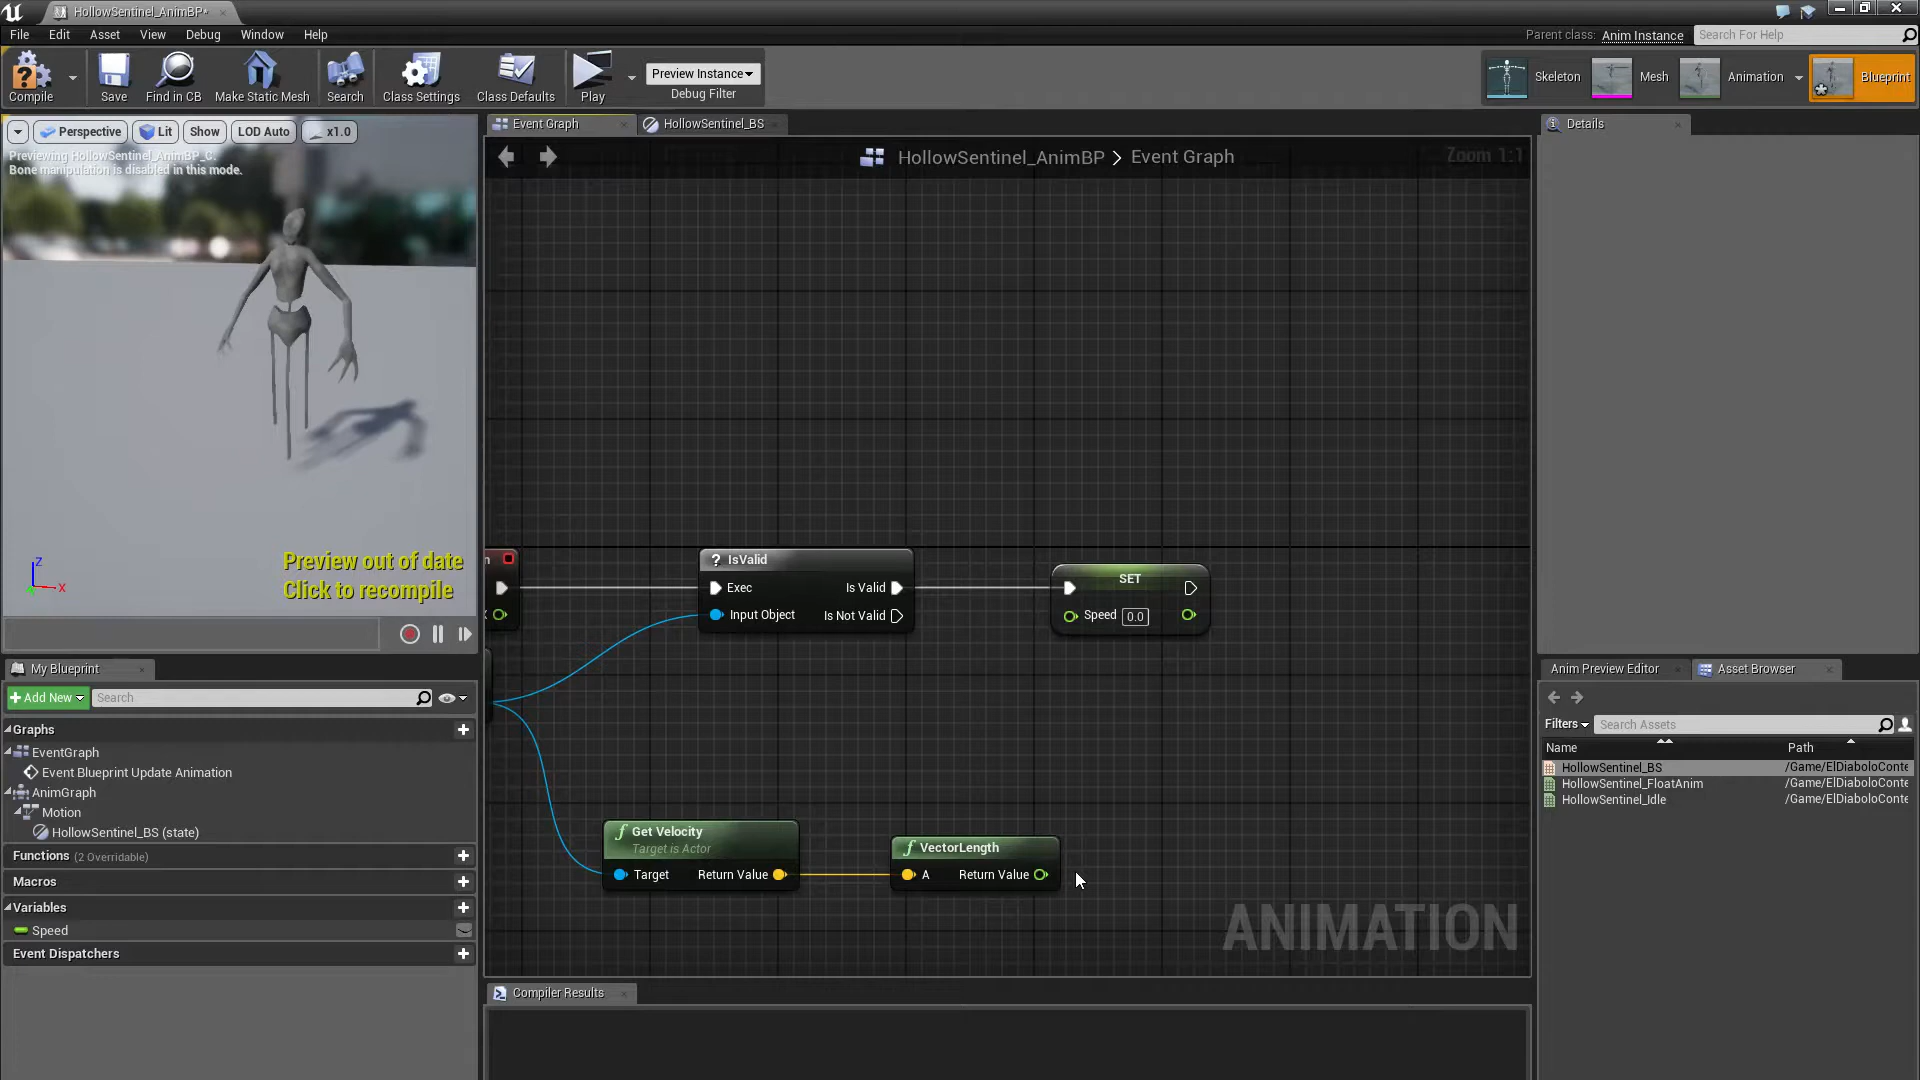 HollowSentinel_AnimBP*
File Edit Asset View Debug Window Help
Parent class: Anim Instance Search For Help
Compile Save Find in CB Make Static Mesh Search Class Settings Class Defaults Play
Preview Instance
Debug Filter
Skeleton Mesh Animation Blueprint
Perspective Lit Show LOD Auto x1.0
Previewing HollowSentinel_AnimBP_C.
Bone manipulation is disabled in this mode.
Z
X
Preview out of date
Click to recompile
Event Graph HollowSentinel_BS
HollowSentinel_AnimBP > Event Graph
Zoom 1:1
IsValid
Exec Is Valid
Input Object Is Not Valid
SET
Speed 0.0
Get Velocity
Target is Actor
Target Return Value
VectorLength
A Return Value
ANIMATION
Compiler Results
My Blueprint
Add New Search
Graphs
EventGraph
Event Blueprint Update Animation
AnimGraph
Motion
HollowSentinel_BS (state)
Functions (2 Overridable)
Macros
Variables
Speed
Event Dispatchers
Details
Anim Preview Editor Asset Browser
Filters Search Assets
Name Path
HollowSentinel_BS /Game/ElDiaboloConte
HollowSentinel_FloatAnim /Game/ElDiaboloConte
HollowSentinel_Idle /Game/ElDiaboloConte